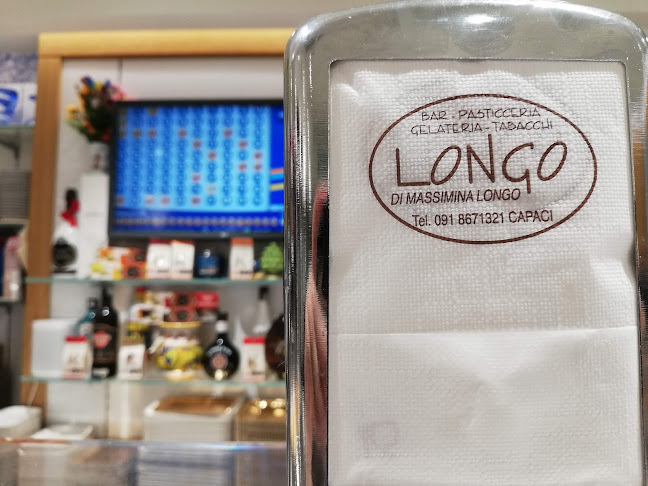 BAR - PASTICCERIA
GELATERIA - TABACCHI
LONGO
DI MASSIMINA LONGO
Tel. 091 8671321 CAPACI